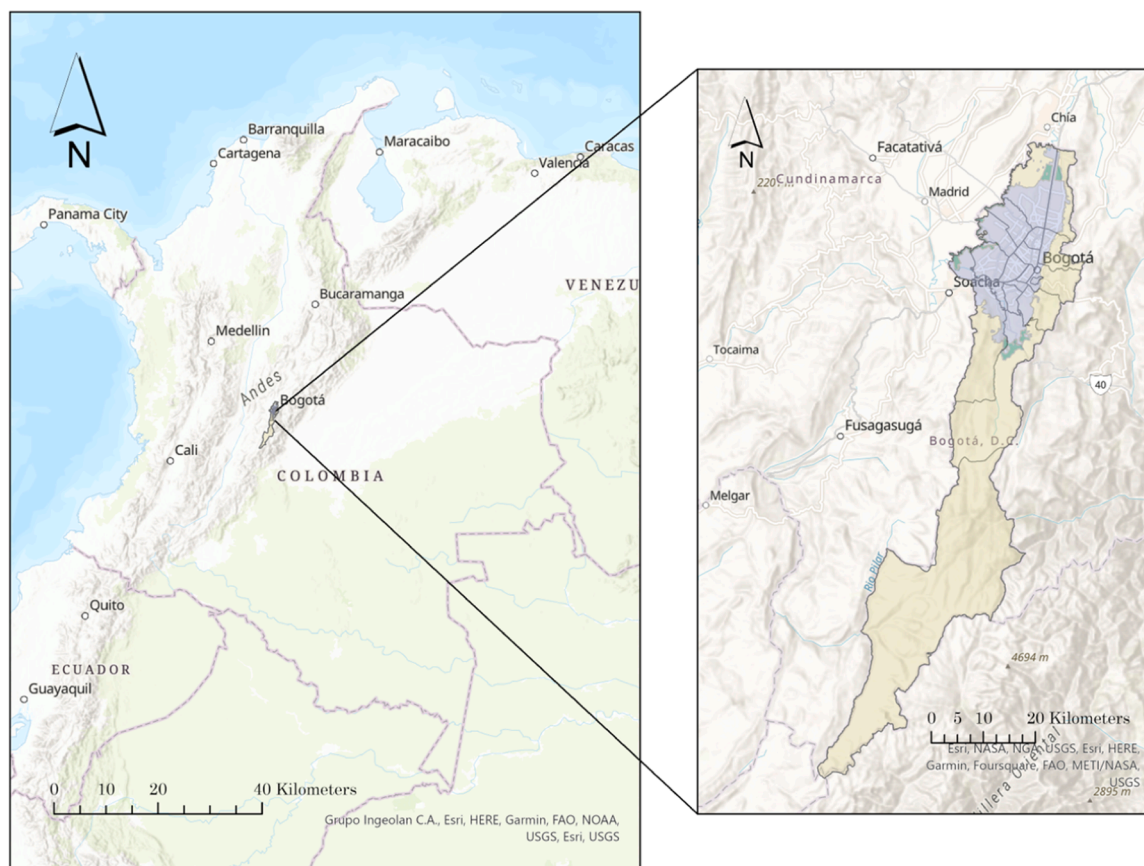 N
Barranquilla
Cartagena
Maracaibo
Caracas
Valencia
Panama City
Bucaramanga
VENEZU
Medellin
Andes
Bogotá
Cali
COLOMBIA
Quito
ECUADOR
Guayaquil
0 10 20 40 Kilometers
Grupo Ingeolan C.A., Esri, HERE, Garmin, FAO, NOAA,
USGS, Esri, USGS
N
Chía
Facatativá
Cundinamarca
Madrid
Bogotá
Soacha
Tocaima
40
Fusagasugá
Bogotá, D.C.
Melgar
Río Pilar
4694 m
0 5 10 20 Kilometers
Esri, NASA, NGA, USGS, Esri, HERE,
Garmin, Foursquare, FAO, METI/NASA,
USGS
illera Oriental
2895 m